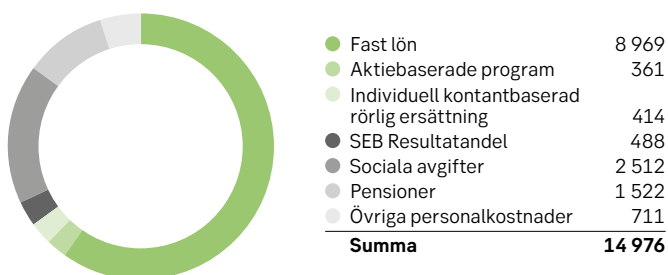 Fast lön 8 969
Aktiebaserade program 361
Individuell kontantbaserad
rörlig ersättning 414
SEB Resultatandel 488
Sociala avgifter 2 512
Pensioner 1 522
Övriga personalkostnader 711
Summa 14 976